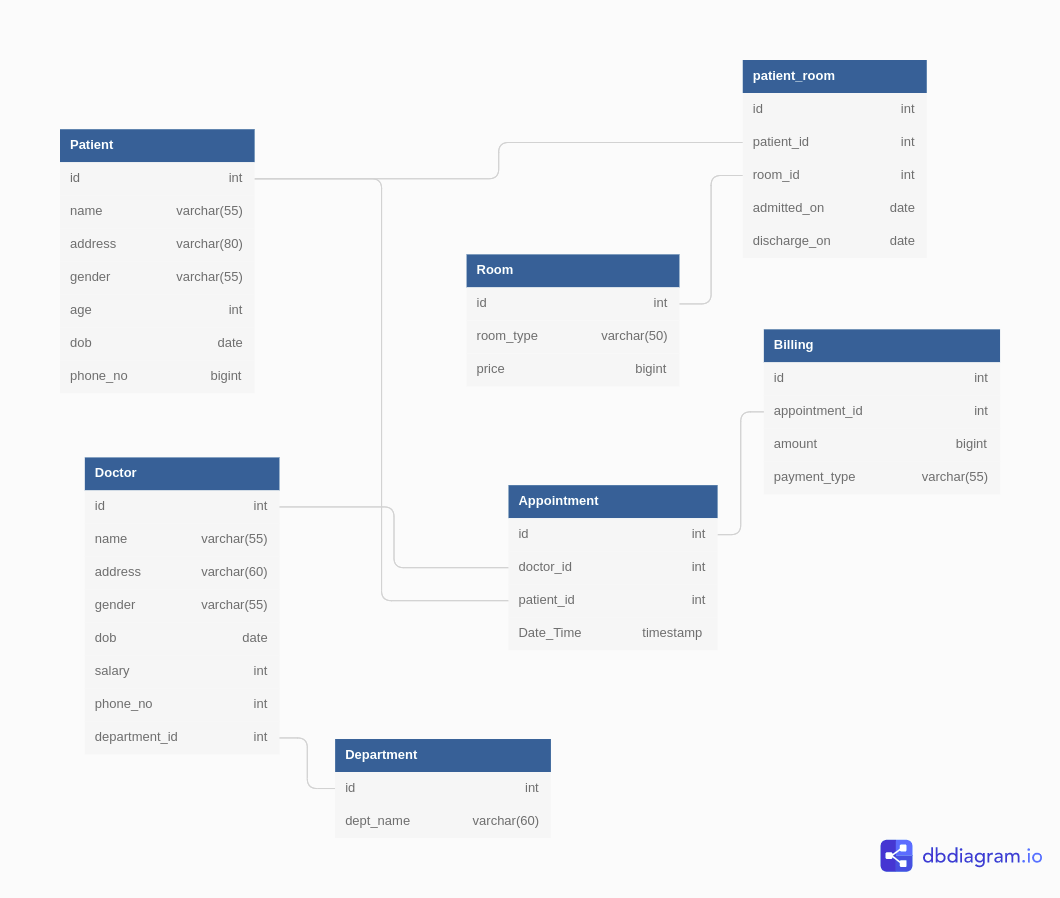 patient_room
id int
patient_id int
room_id int
admitted_on date
discharge_on date
Patient
id int
name varchar(55)
address varchar(80)
gender varchar(55)
age int
dob date
phone_no bigint
Room
id int
room_type varchar(50)
price bigint
Billing
id int
appointment_id int
amount bigint
payment_type varchar(55)
Doctor
id int
name varchar(55)
address varchar(60)
gender varchar(55)
dob date
salary int
phone_no int
department_id int
Appointment
id int
doctor_id int
patient_id int
Date_Time timestamp
Department
id int
dept_name varchar(60)
dbdiagram.io